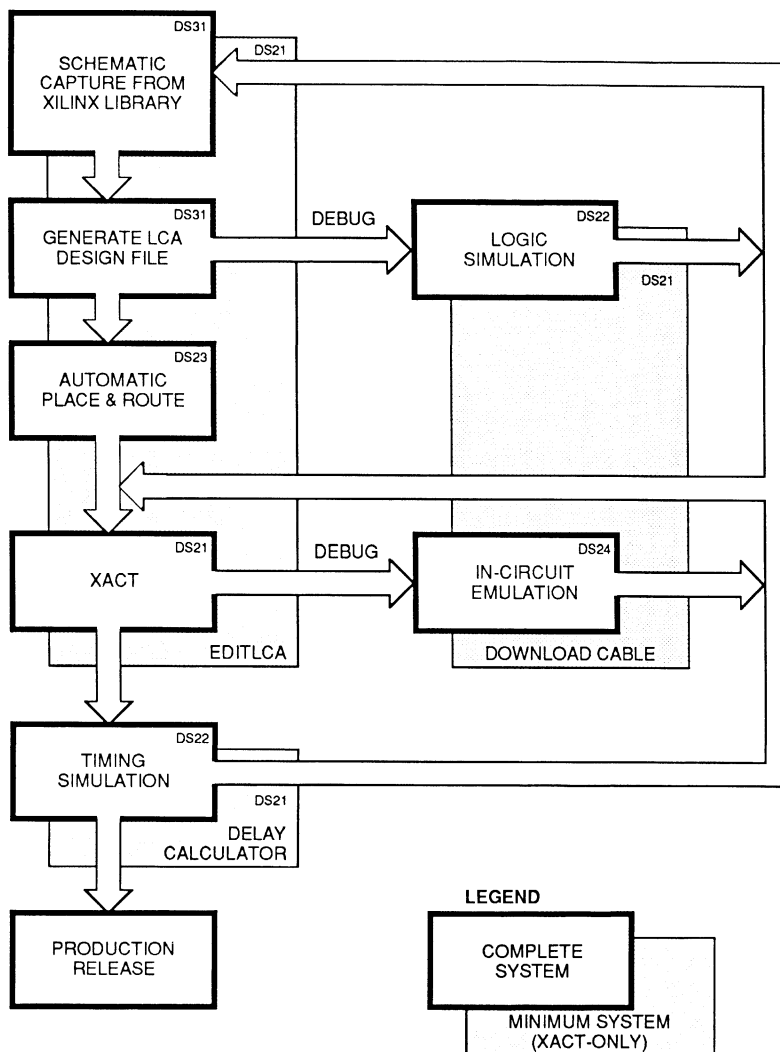 DS31
SCHEMATIC
CAPTURE FROM
XILINX LIBRARY
DS21
DS31
GENERATE LCA
DESIGN FILE
DEBUG
DS22
LOGIC
SIMULATION
DS21
DS23
AUTOMATIC
PLACE & ROUTE
DS21
XACT
DEBUG
DS24
IN-CIRCUIT
EMULATION
EDITLCA
DOWNLOAD CABLE
DS22
TIMING
SIMULATION
DS21
DELAY
CALCULATOR
PRODUCTION
RELEASE
LEGEND
COMPLETE
SYSTEM
MINIMUM SYSTEM
(XACT-ONLY)